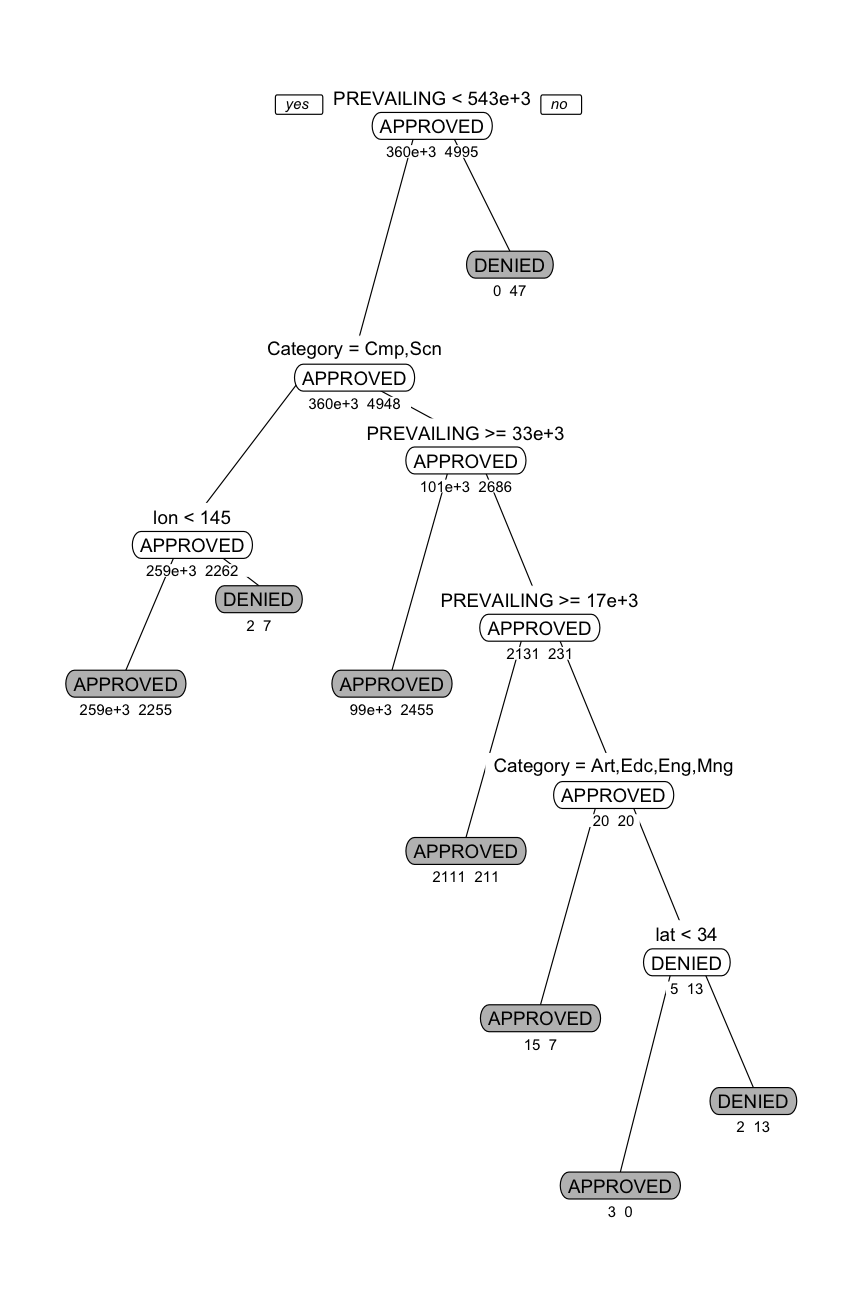 yes PREVAILING < 543e+3 no
APPROVED
360e+3 4995
DENIED
0 47
Category = Cmp,Scn
APPROVED
360e+3 4948
PREVAILING >= 33e+3
APPROVED
101e+3 2686
lon < 145
APPROVED
259e+3 2262
DENIED
2 7
PREVAILING >= 17e+3
APPROVED
2131 231
APPROVED
259e+3 2255
APPROVED
99e+3 2455
Category = Art,Edc,Eng,Mng
APPROVED
20 20
APPROVED
2111 211
lat < 34
DENIED
5 13
APPROVED
15 7
DENIED
2 13
APPROVED
3 0